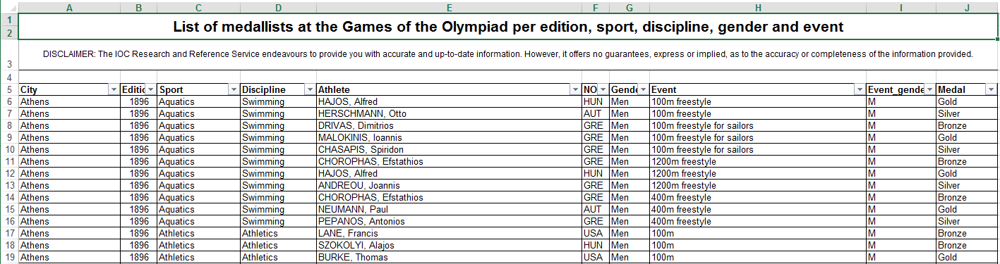 A B C D E F G H I J
1 List of medallists at the Games of the Olympiad per edition, sport, discipline, gender and event
2
3 DISCLAIMER: The IOC Research and Reference Service endeavours to provide you with accurate and up-to-date information. However, it offers no guarantees, express or implied, as to the accuracy or completeness of the information provided.
4
5 City Editic Sport Discipline Athlete NO Gende Event Event_gende Medal
6 Athens 1896 Aquatics Swimming HAJOS, Alfred HUN Men 100m freestyle M Gold
7 Athens 1896 Aquatics Swimming HERSCHMANN, Otto AUT Men 100m freestyle M Silver
8 Athens 1896 Aquatics Swimming DRIVAS, Dimitrios GRE Men 100m freestyle for sailors M Bronze
9 Athens 1896 Aquatics Swimming MALOKINIS, Ioannis GRE Men 100m freestyle for sailors M Gold
10 Athens 1896 Aquatics Swimming CHASAPIS, Spiridon GRE Men 100m freestyle for sailors M Silver
11 Athens 1896 Aquatics Swimming CHOROPHAS, Efstathios GRE Men 1200m freestyle M Bronze
12 Athens 1896 Aquatics Swimming HAJOS, Alfred HUN Men 1200m freestyle M Gold
13 Athens 1896 Aquatics Swimming ANDREOU, Joannis GRE Men 1200m freestyle M Silver
14 Athens 1896 Aquatics Swimming CHOROPHAS, Efstathios GRE Men 400m freestyle M Bronze
15 Athens 1896 Aquatics Swimming NEUMANN, Paul AUT Men 400m freestyle M Gold
16 Athens 1896 Aquatics Swimming PEPANOS, Antonios GRE Men 400m freestyle M Silver
17 Athens 1896 Athletics Athletics LANE, Francis USA Men 100m M Bronze
18 Athens 1896 Athletics Athletics SZOKOLYI, Alajos HUN Men 100m M Bronze
19 Athens 1896 Athletics Athletics BURKE, Thomas USA Men 100m M Gold